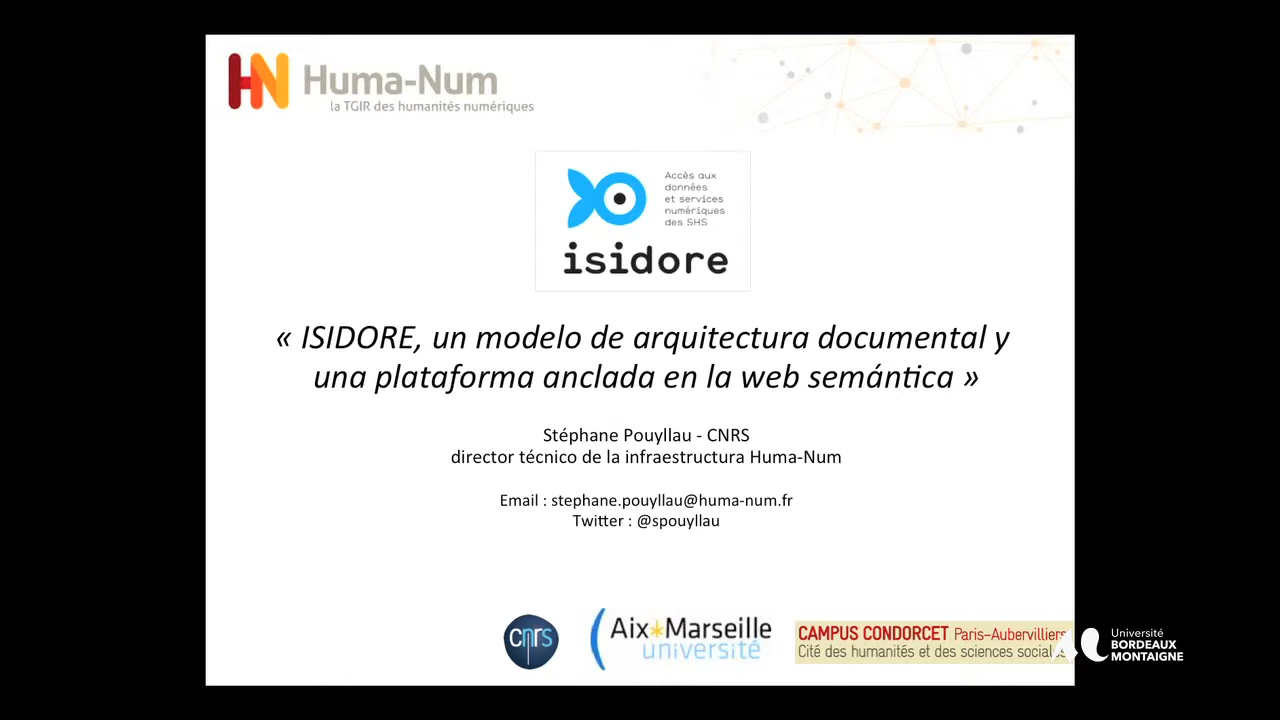 HN Huma-Num
la TGIR des humanités numériques
Accès aux
données
et services
numériques
des SHS
isidore
« ISIDORE, un modelo de arquitectura documental y
una plataforma anclada en la web semántica »
Stéphane Pouyllau - CNRS
director técnico de la infraestructura Huma-Num
Email : stephane.pouyllau@huma-num.fr
Twitter : @spouyllau
cnrs
Aix*Marseille
université
CAMPUS CONDORCET Paris–Aubervilliers
Cité des humanités et des sciences sociales
Université
BORDEAUX
MONTAIGNE